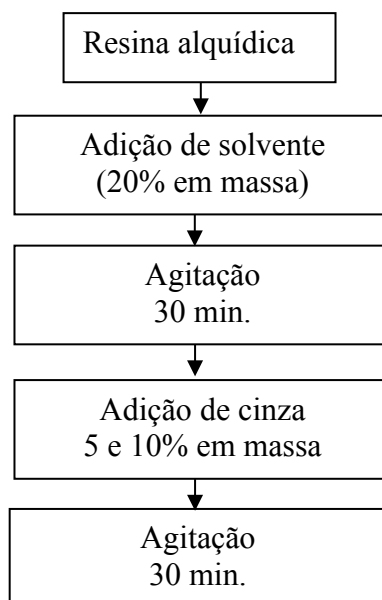 Resina alquídica
Adição de solvente
(20% em massa)
Agitação
30 min.
Adição de cinza
5 e 10% em massa
Agitação
30 min.